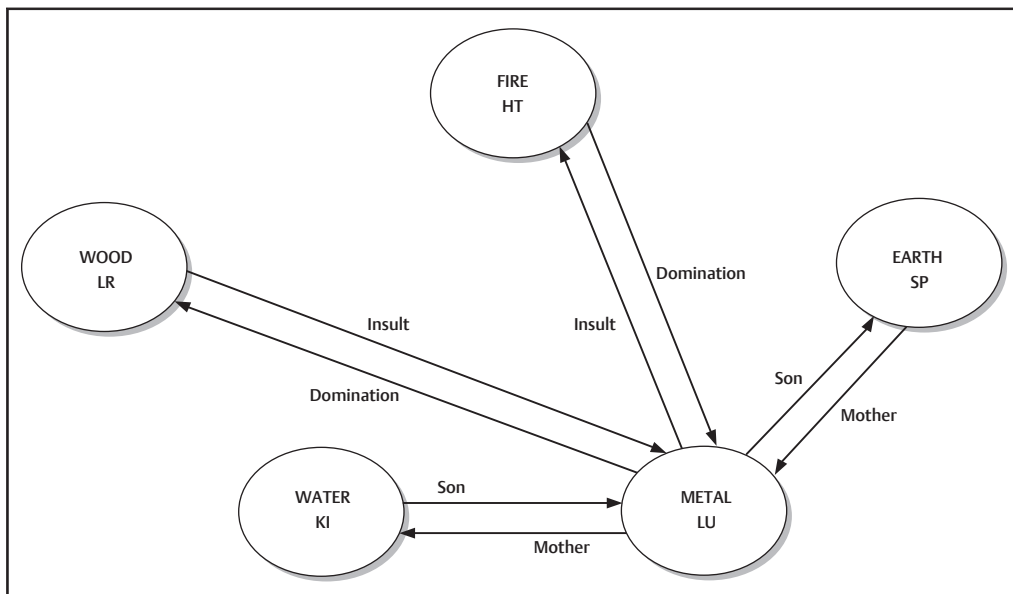 FIRE
HT
WOOD
LR
EARTH
SP
Domination
Insult
Insult
Son
Domination
Mother
Son
WATER
KI
METAL
LU
Mother